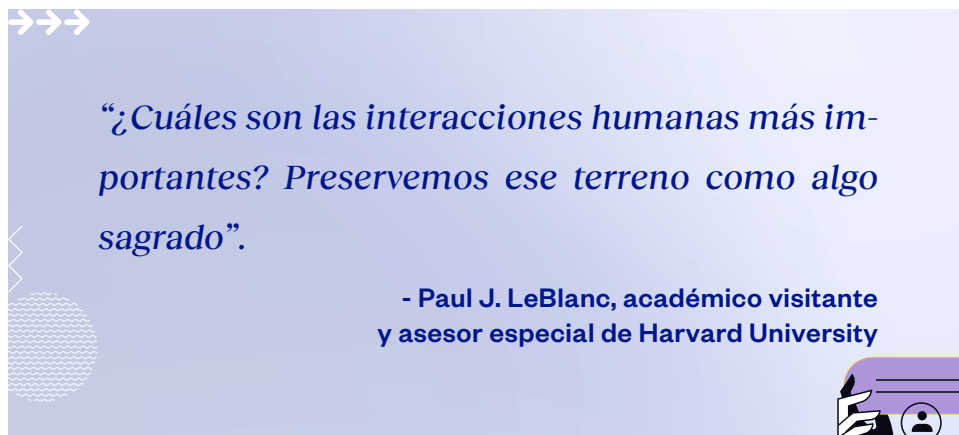 “¿Cuáles son las interacciones humanas más im-
portantes? Preservemos ese terreno como algo
sagrado”.
- Paul J. LeBlanc, académico visitante
y asesor especial de Harvard University